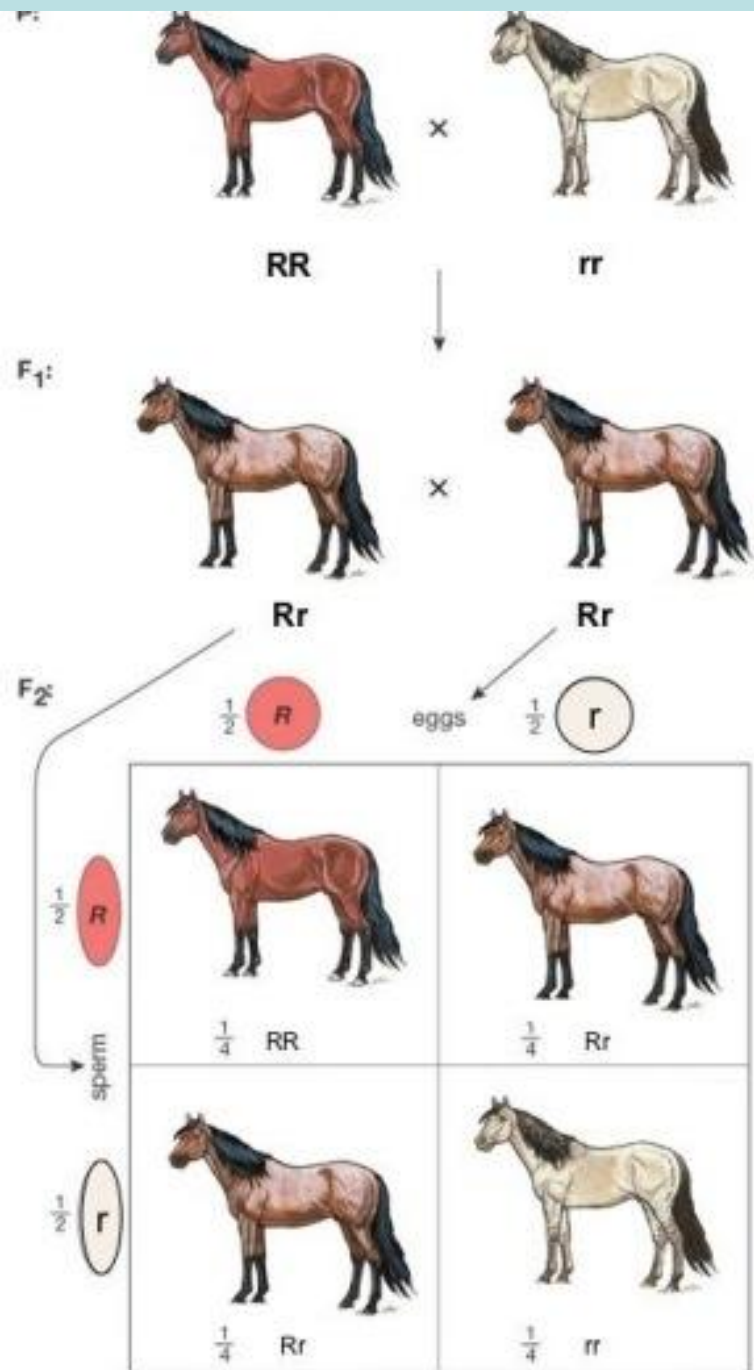 P:
×
RR rr
F1:
×
Rr Rr
F2:
1/2 R eggs 1/2 r
1/2 R
1/4 RR 1/4 Rr
sperm
1/2 r
1/4 Rr 1/4 rr